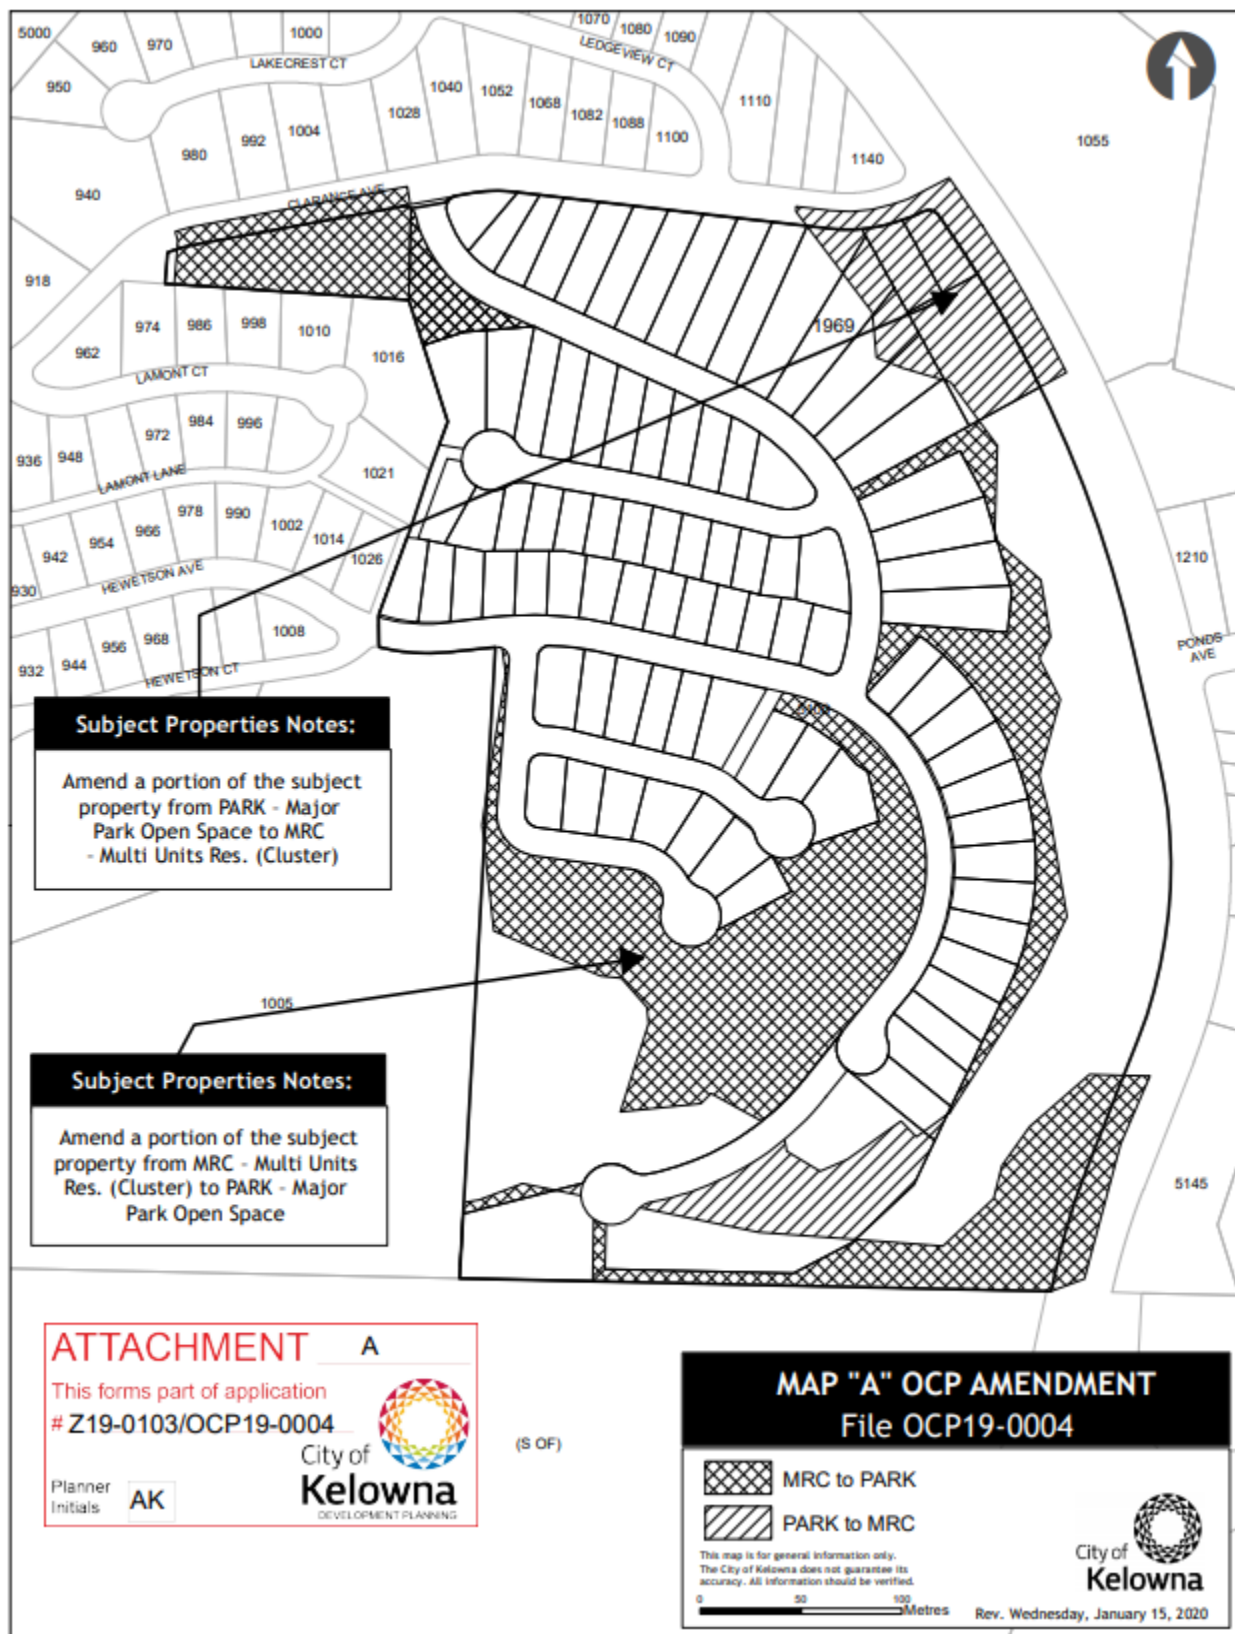 5000
960
970
1000
1070
1080
1090
LAKECREST CT
LEDGEVIEW CT
950
1028
1040
1052
1068
1082
1088
1100
1110
1055
980
992
1004
1140
940
CLARANCE AVE
918
974
986
998
1010
962
1016
1969
LAMONT CT
936
948
972
984
996
1021
LAMONT LANE
942
954
966
978
990
1002
1014
1026
1210
930
HEWETSON AVE
932
944
956
968
1008
HEWETSON CT
PONDS
AVE
Subject Properties Notes:
Amend a portion of the subject
property from PARK - Major
Park Open Space to MRC
- Multi Units Res. (Cluster)
1005
Subject Properties Notes:
Amend a portion of the subject
property from MRC - Multi Units
Res. (Cluster) to PARK - Major
Park Open Space
5145
ATTACHMENT A
This forms part of application
# Z19-0103/OCP19-0004
City of
Kelowna
DEVELOPMENT PLANNING
Planner
Initials AK
(S OF)
MAP "A" OCP AMENDMENT
File OCP19-0004
MRC to PARK
PARK to MRC
This map is for general information only.
The City of Kelowna does not guarantee its
accuracy. All information should be verified.
0 50 100
Metres
City of
Kelowna
Rev. Wednesday, January 15, 2020